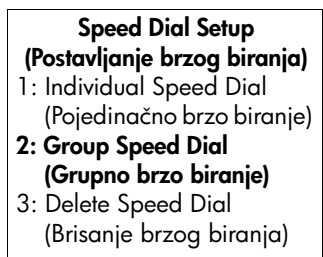 Speed Dial Setup
(Postavljanje brzog biranja)
1: Individual Speed Dial
(Pojedinačno brzo biranje)
2: Group Speed Dial
(Grupno brzo biranje)
3: Delete Speed Dial
(Brisanje brzog biranja)